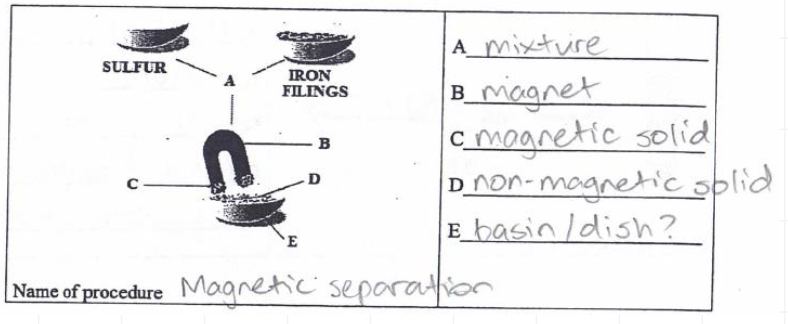 SULFUR
IRON
FILINGS
A
B
C
D
E
Name of procedure Magnetic separation
A mixture
B magnet
C magnetic solid
D non-magnetic solid
E basin/dish?